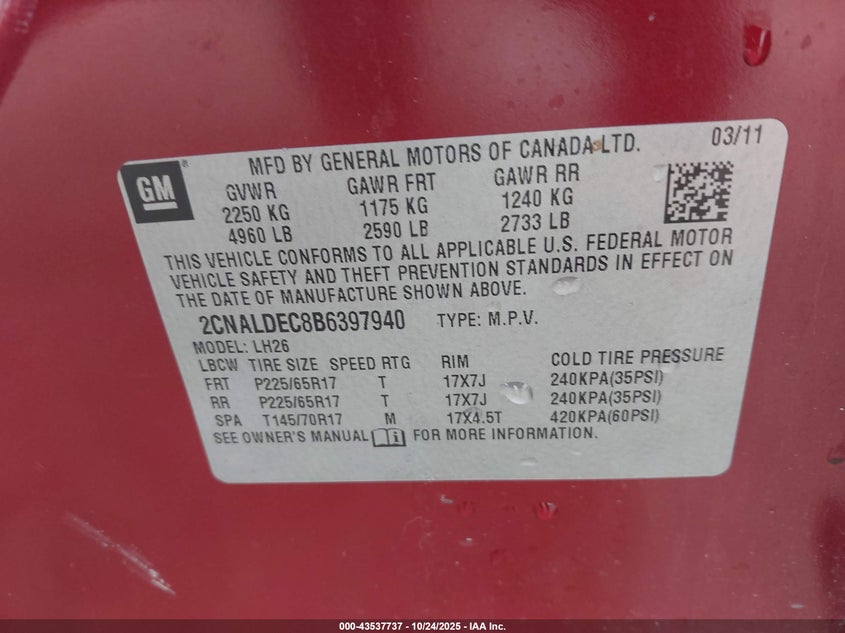 03/11
MFD BY GENERAL MOTORS OF CANADA LTD.
GM®
GVWR GAWR FRT GAWR RR
2250 KG 1175 KG 1240 KG
4960 LB 2590 LB 2733 LB
THIS VEHICLE CONFORMS TO ALL APPLICABLE U.S. FEDERAL MOTOR
VEHICLE SAFETY AND THEFT PREVENTION STANDARDS IN EFFECT ON
THE DATE OF MANUFACTURE SHOWN ABOVE.
2CNALDEC8B6397940 TYPE: M.P.V.
MODEL: LH26
LBCW TIRE SIZE SPEED RTG RIM COLD TIRE PRESSURE
FRT P225/65R17 T 17X7J 240KPA(35PSI)
RR P225/65R17 T 17X7J 240KPA(35PSI)
SPA T145/70R17 M 17X4.5T 420KPA(60PSI)
SEE OWNER'S MANUAL i FOR MORE INFORMATION.
000-43537737 - 10/24/2025 - IAA Inc.